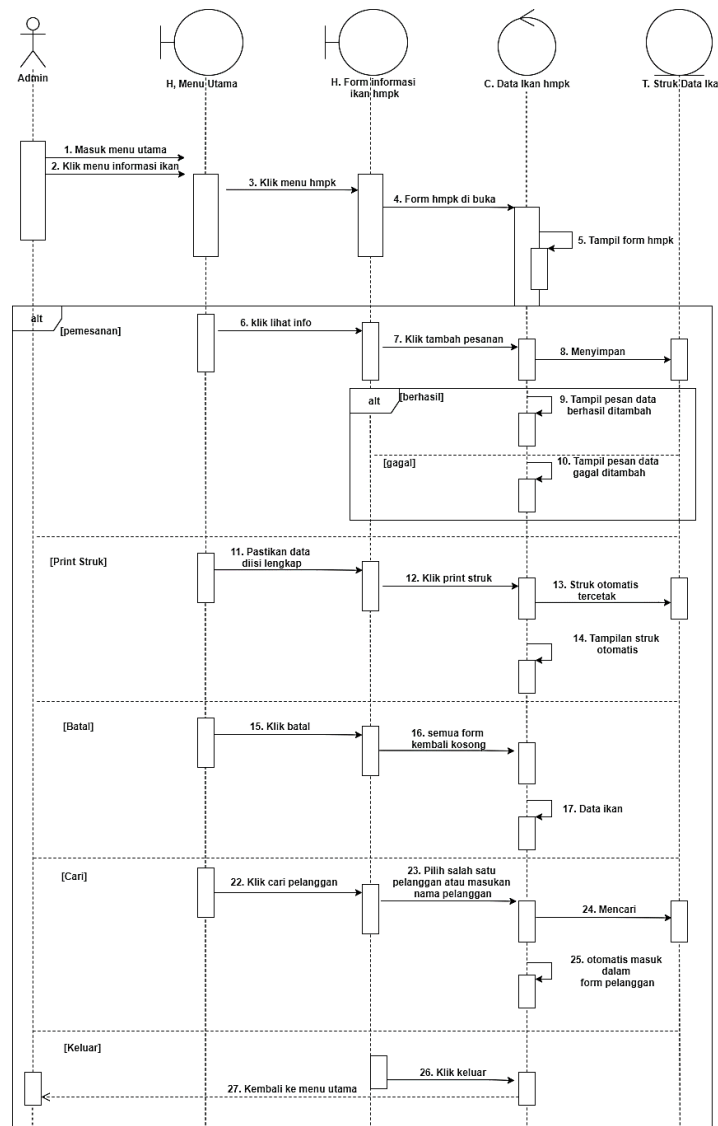 Admin
H, Menu Utama
H. Form informasi
ikan hmpk
C. Data Ikan hmpk
T. Struk Data Ika
1. Masuk menu utama
2. Klik menu informasi ikan
3. Klik menu hmpk
4. Form hmpk di buka
5. Tampil form hmpk
alt
[pemesanan]
6. klik lihat info
7. Klik tambah pesanan
8. Menyimpan
alt
[berhasil]
9. Tampil pesan data
berhasil ditambah
[gagal]
10. Tampil pesan data
gagal ditambah
[Print Struk]
11. Pastikan data
diisi lengkap
12. Klik print struk
13. Struk otomatis
tercetak
14. Tampilan struk
otomatis
[Batal]
15. Klik batal
16. semua form
kembali kosong
17. Data ikan
[Cari]
22. Klik cari pelanggan
23. Pilih salah satu
pelanggan atau masukan
nama pelanggan
24. Mencari
25. otomatis masuk
dalam
form pelanggan
[Keluar]
26. Klik keluar
27. Kembali ke menu utama